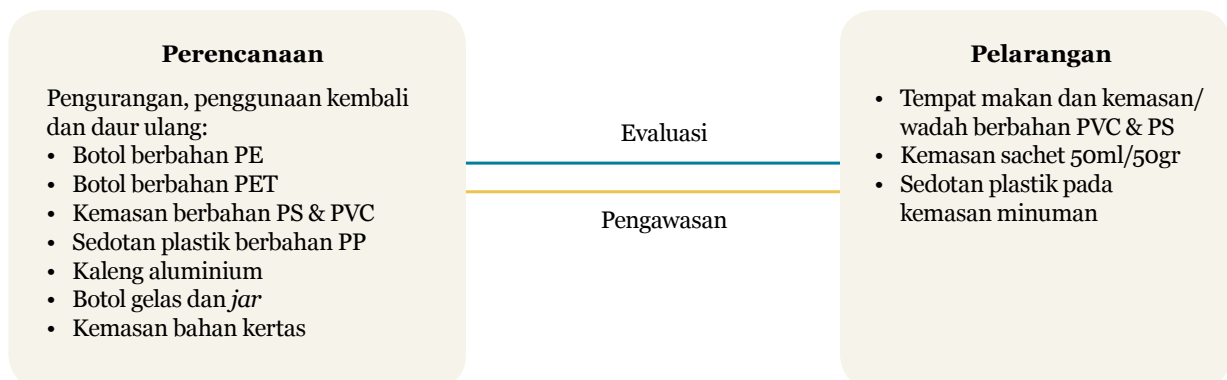 Perencanaan
Pengurangan, penggunaan kembali
dan daur ulang:
• Botol berbahan PE
• Botol berbahan PET
• Kemasan berbahan PS & PVC
• Sedotan plastik berbahan PP
• Kaleng aluminium
• Botol gelas dan jar
• Kemasan bahan kertas
Evaluasi
Pengawasan
Pelarangan
• Tempat makan dan kemasan/
wadah berbahan PVC & PS
• Kemasan sachet 50ml/50gr
• Sedotan plastik pada
kemasan minuman